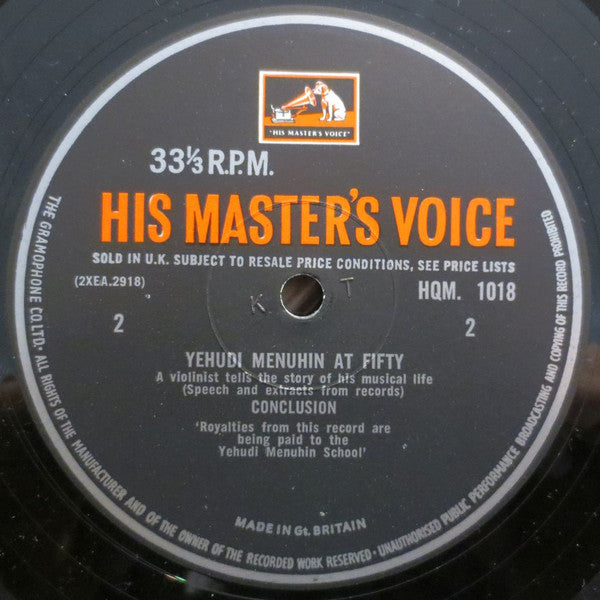 "HIS MASTER'S VOICE"
33⅓ R.P.M.
HIS MASTER'S VOICE
SOLD IN U.K. SUBJECT TO RESALE PRICE CONDITIONS, SEE PRICE LISTS
(2XEA.2918)
HQM. 1018
K T
2
2
YEHUDI MENUHIN AT FIFTY
A violinist tells the story of his musical life
(Speech and extracts from records)
CONCLUSION
'Royalties from this record are
being paid to the
Yehudi Menuhin School'
MADE IN Gt. BRITAIN
THE GRAMOPHONE CO. LTD. · ALL RIGHTS OF THE MANUFACTURER AND OF THE OWNER OF THE RECORDED WORK RESERVED · UNAUTHORISED PUBLIC PERFORMANCE BROADCASTING AND COPYING OF THIS RECORD PROHIBITED